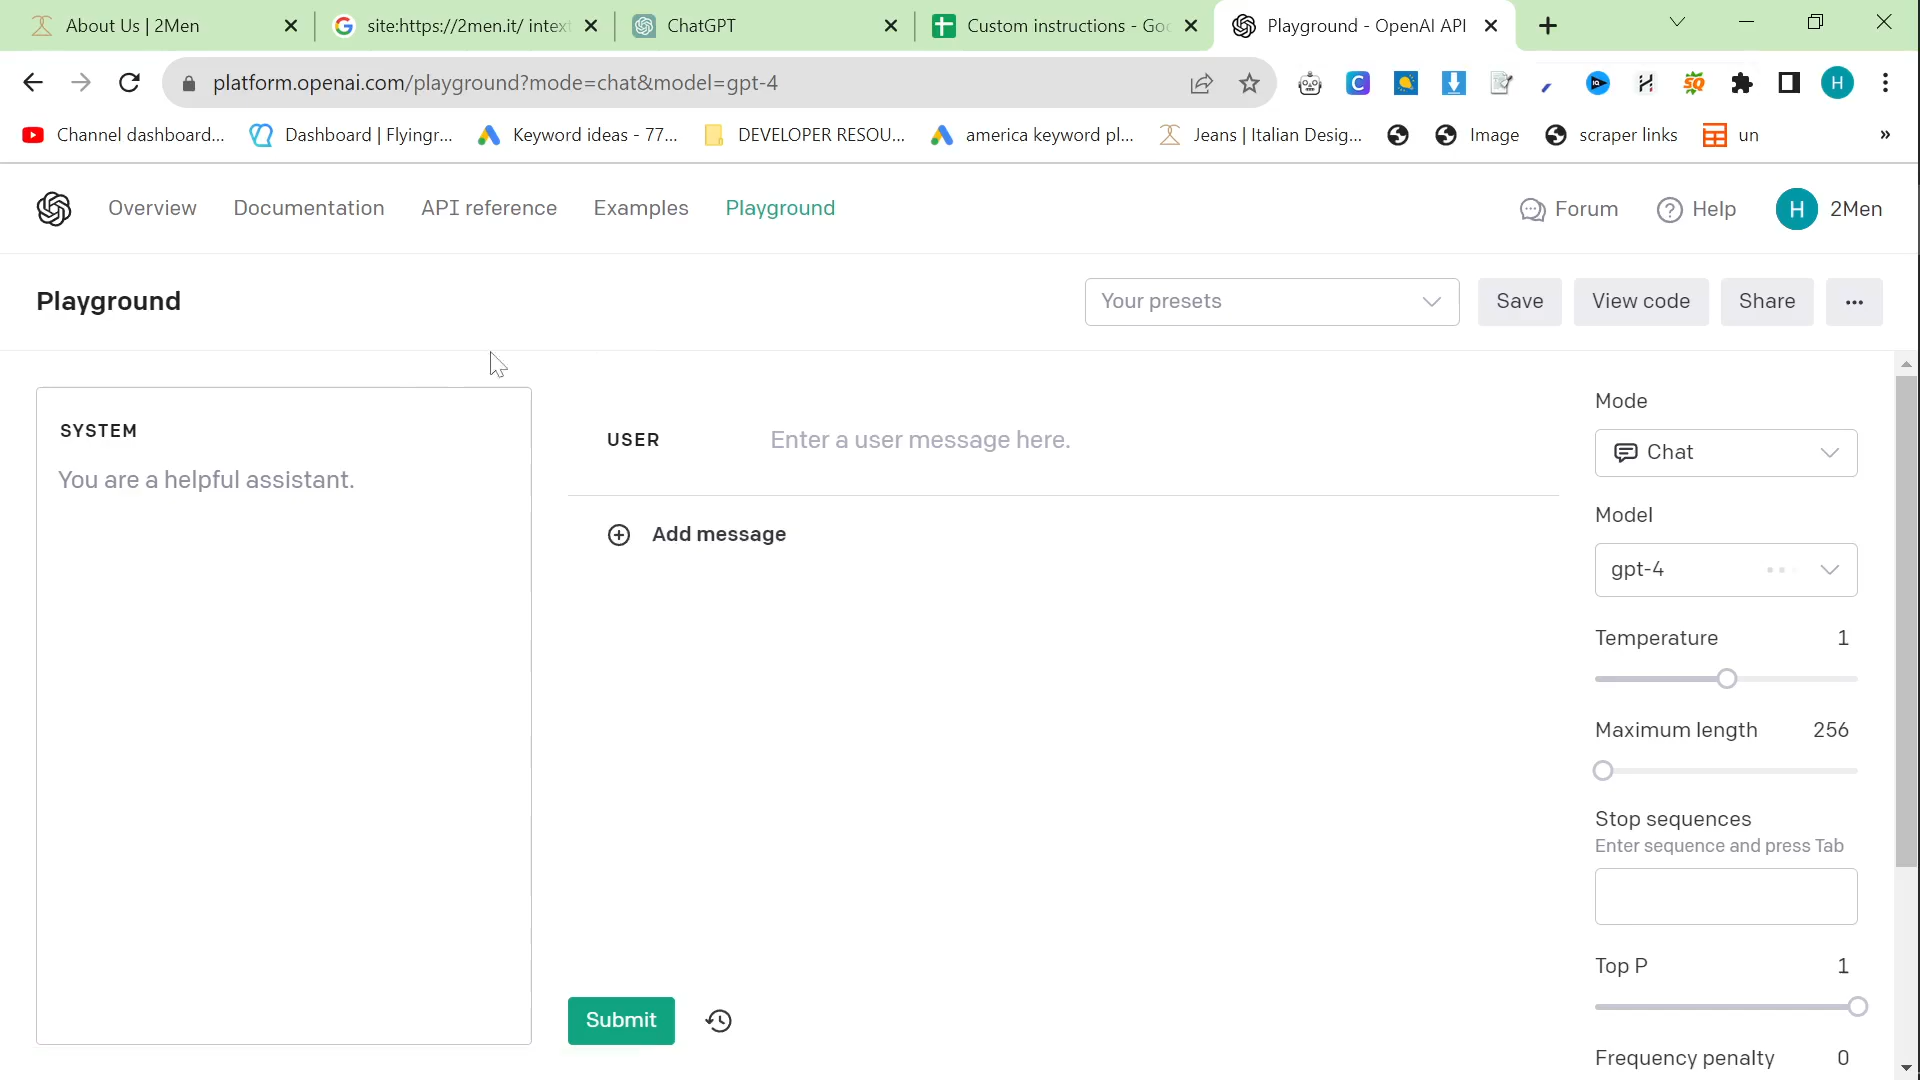 About Us | 2Men
site:https://2men.it/ intext
ChatGPT
Custom instructions - Goo
Playground - OpenAI API
platform.openai.com/playground?mode=chat&model=gpt-4
H
Channel dashboard...
Dashboard | Flyingr...
Keyword ideas - 77...
DEVELOPER RESOU...
america keyword pl...
Jeans | Italian Desig...
Image
scraper links
un
»
Overview
Documentation
API reference
Examples
Playground
Forum
Help
H
2Men
Playground
Your presets
Save
View code
Share
...
SYSTEM
You are a helpful assistant.
USER
Enter a user message here.
Add message
Submit
Mode
Chat
Model
gpt-4
Temperature 1
Maximum length 256
Stop sequences
Enter sequence and press Tab
Top P 1
Frequency penalty 0